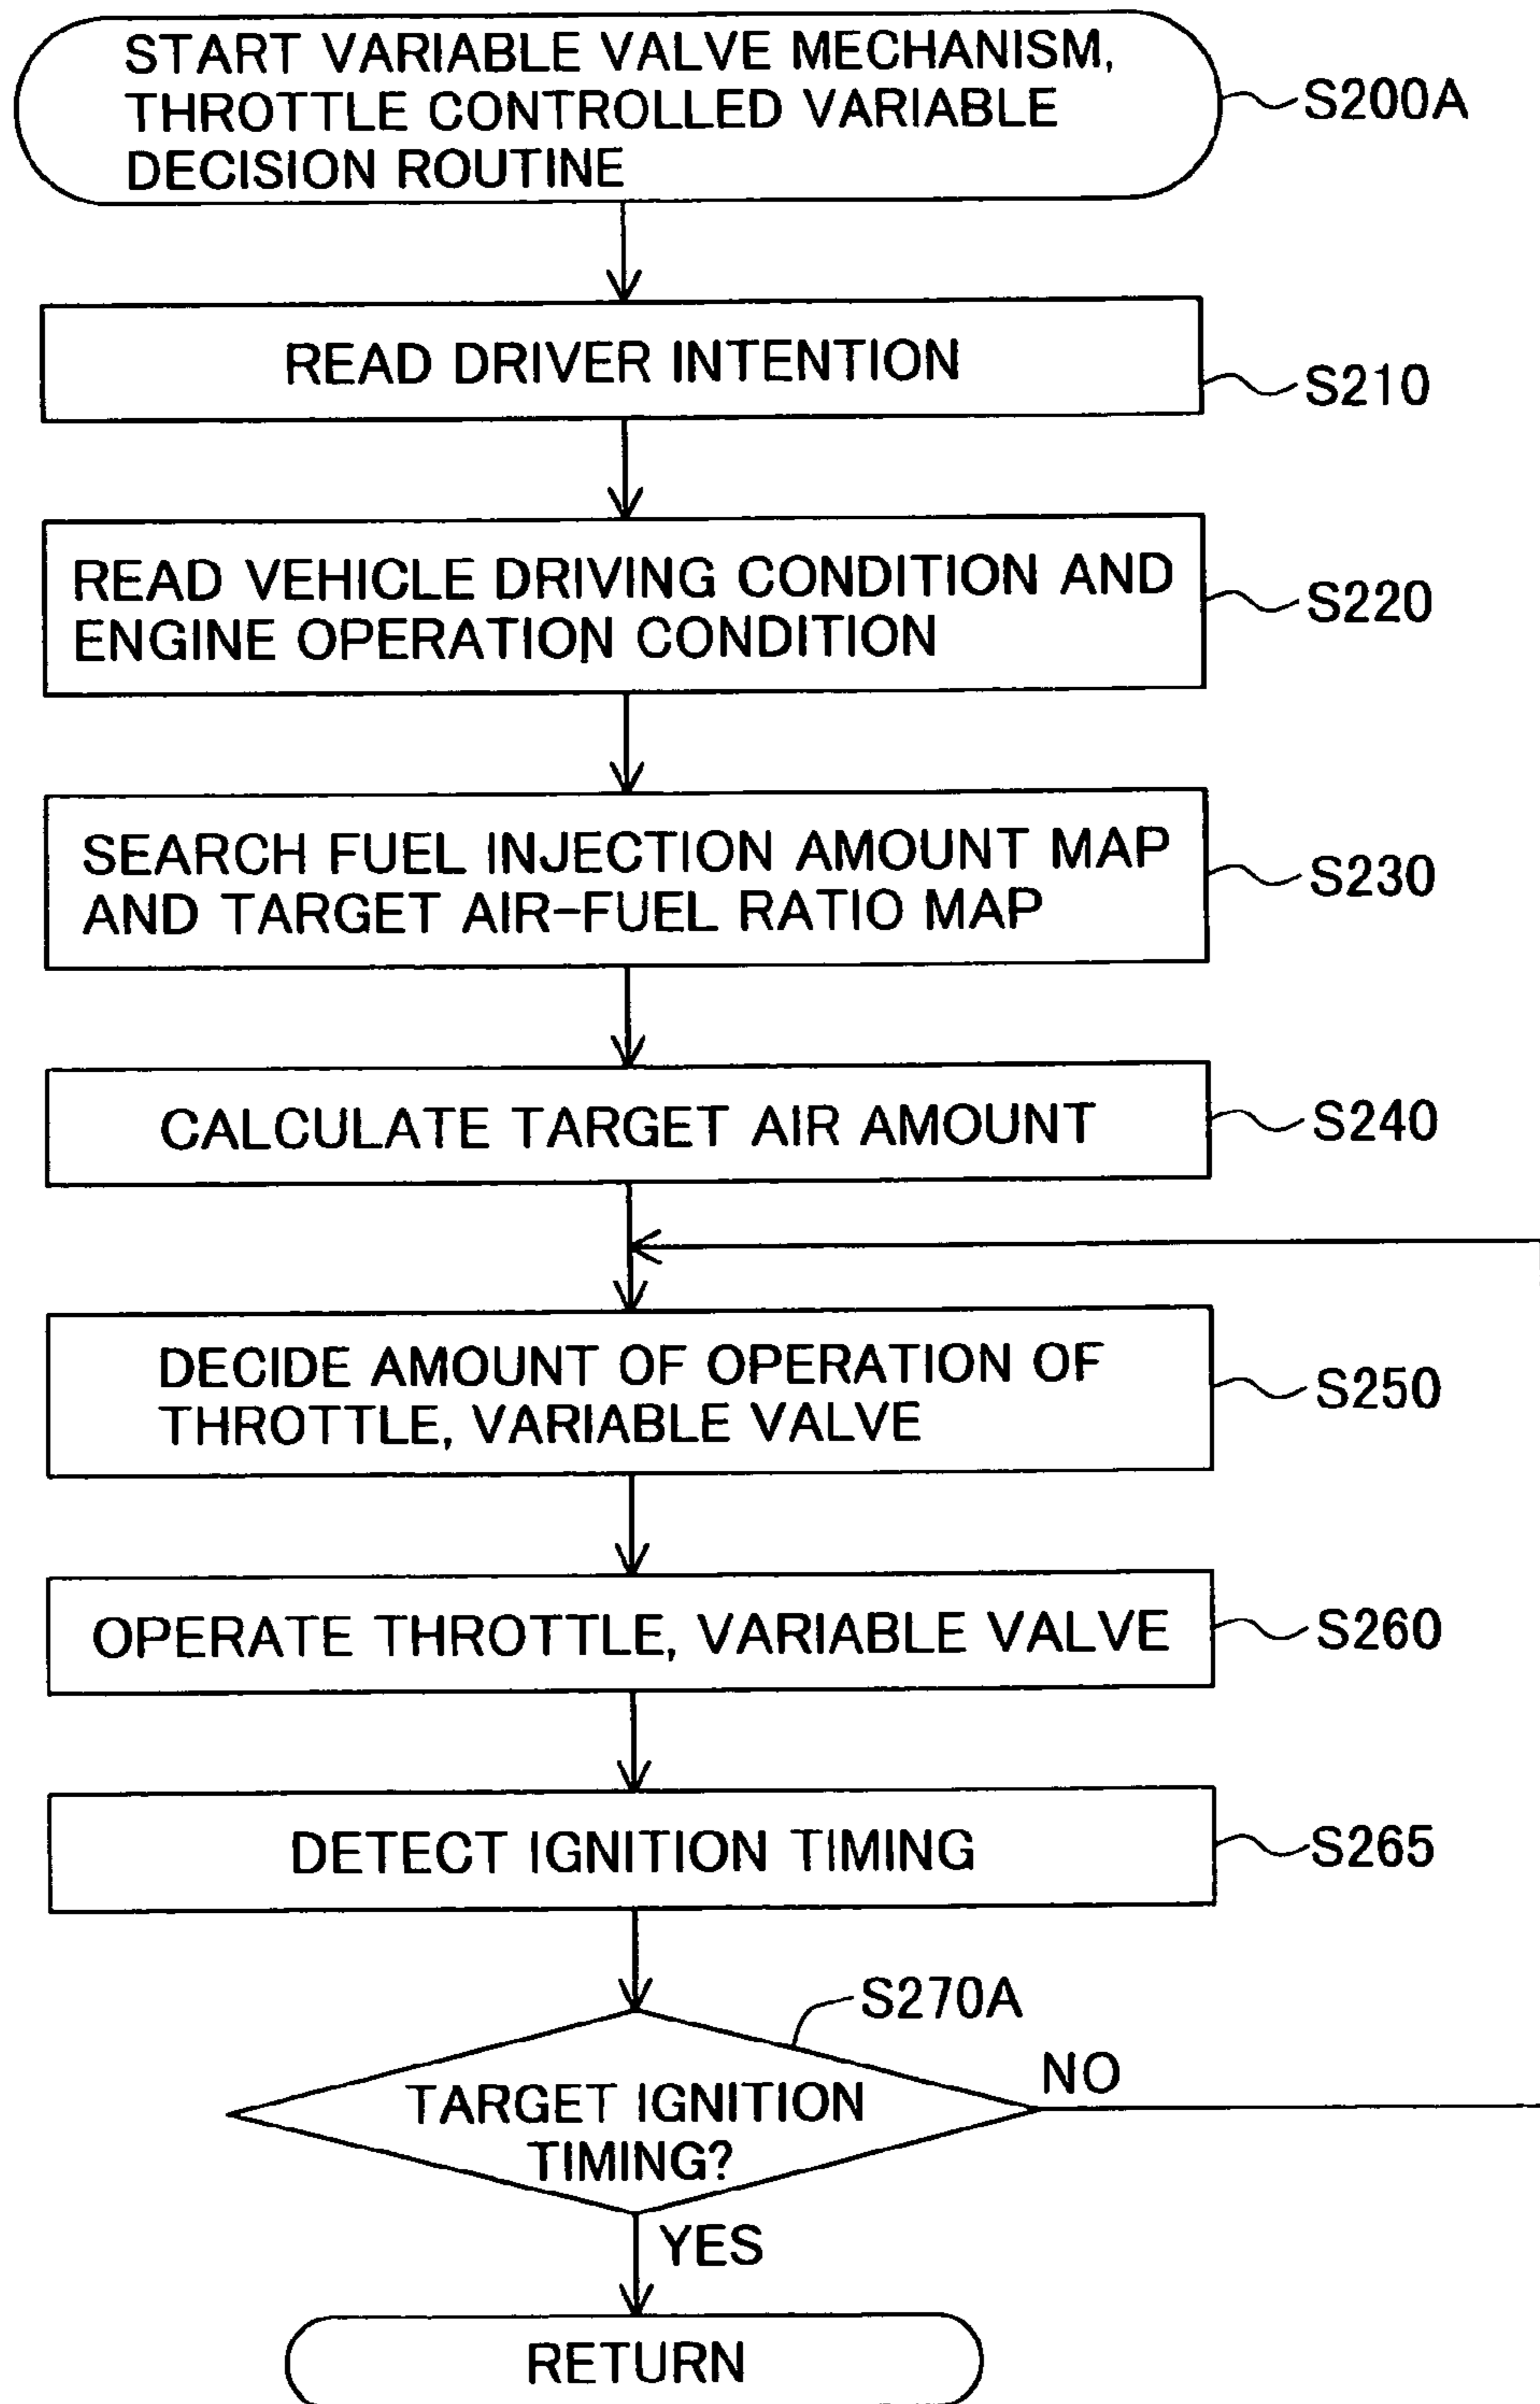 START VARIABLE VALVE MECHANISM,
THROTTLE CONTROLLED VARIABLE
DECISION ROUTINE
S200A
READ DRIVER INTENTION
S210
READ VEHICLE DRIVING CONDITION AND
ENGINE OPERATION CONDITION
S220
SEARCH FUEL INJECTION AMOUNT MAP
AND TARGET AIR-FUEL RATIO MAP
S230
CALCULATE TARGET AIR AMOUNT
S240
DECIDE AMOUNT OF OPERATION OF
THROTTLE, VARIABLE VALVE
S250
OPERATE THROTTLE, VARIABLE VALVE
S260
DETECT IGNITION TIMING
S265
S270A
TARGET IGNITION
TIMING?
NO
YES
RETURN